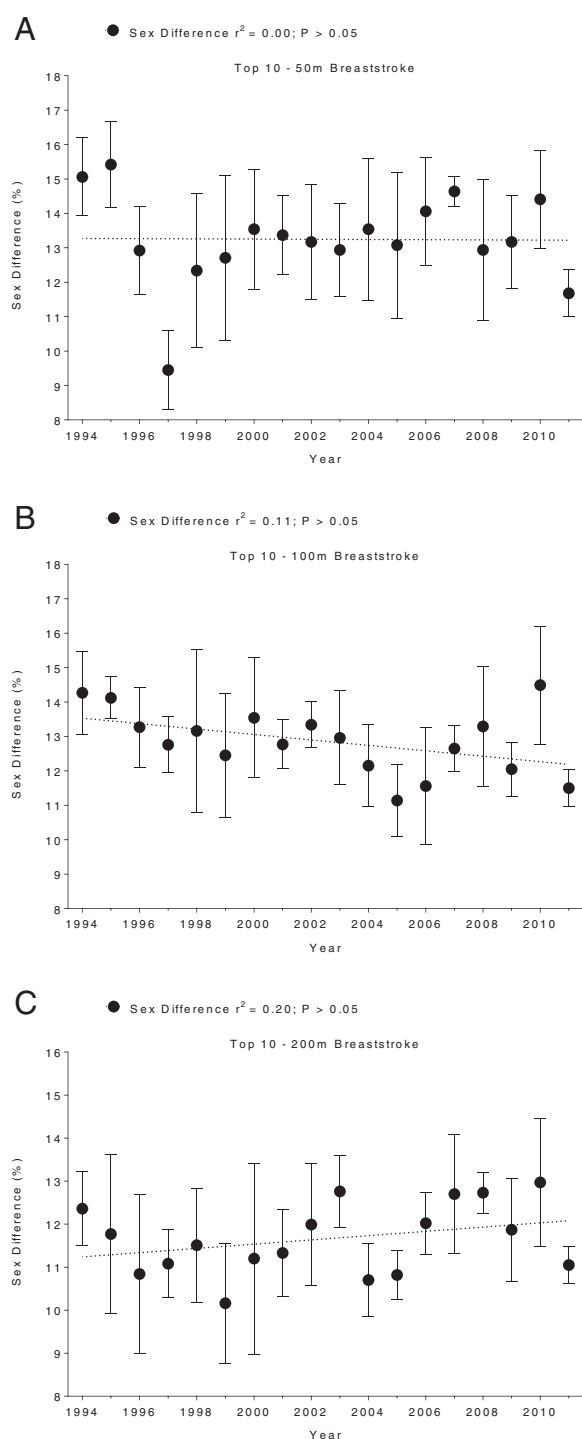 A
Sex Difference r² = 0.00; P > 0.05
Top 10 - 50m Breaststroke
18
17
16
15
14
13
12
11
10
9
8
Sex Difference (%)
1994 1996 1998 2000 2002 2004 2006 2008 2010
Year
B
Sex Difference r² = 0.11; P > 0.05
Top 10 - 100m Breaststroke
18
17
16
15
14
13
12
11
10
9
8
Sex Difference (%)
1994 1996 1998 2000 2002 2004 2006 2008 2010
Year
C
Sex Difference r² = 0.20; P > 0.05
Top 10 - 200m Breaststroke
16
15
14
13
12
11
10
9
8
Sex Difference (%)
1994 1996 1998 2000 2002 2004 2006 2008 2010
Year